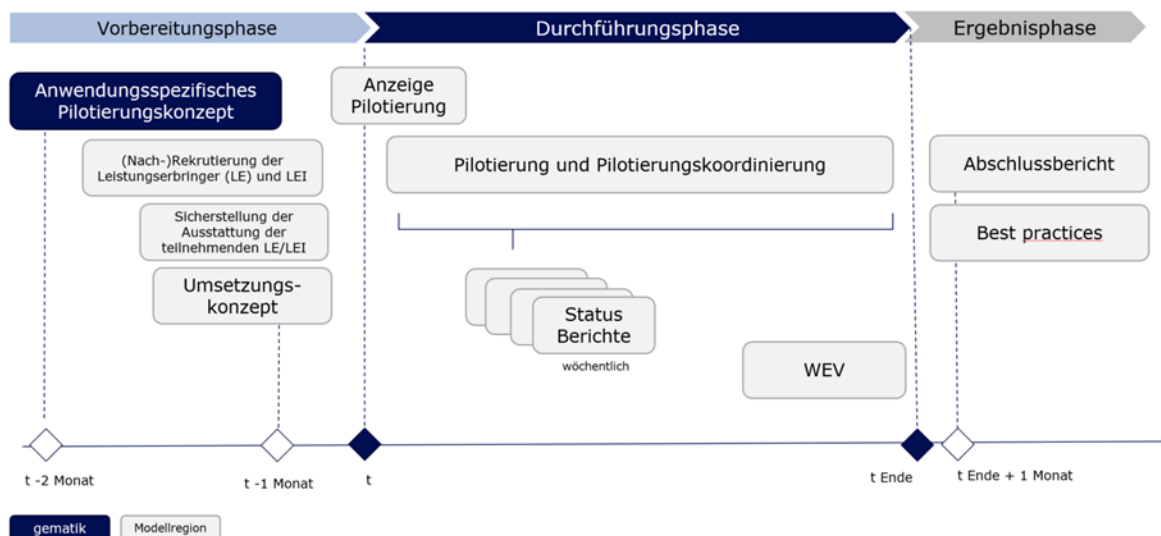 Vorbereitungsphase
Durchführungsphase
Ergebnisphase
Anwendungsspezifisches
Pilotierungskonzept
Anzeige
Pilotierung
(Nach-)Rekrutierung der
Leistungserbringer (LE) und LEI
Pilotierung und Pilotierungskoordinierung
Abschlussbericht
Sicherstellung der
Ausstattung der
teilnehmenden LE/LEI
Best practices
Umsetzungs-
konzept
Status
Berichte
wöchentlich
WEV
t -2 Monat
t -1 Monat
t
t Ende
t Ende + 1 Monat
gematik
Modellregion